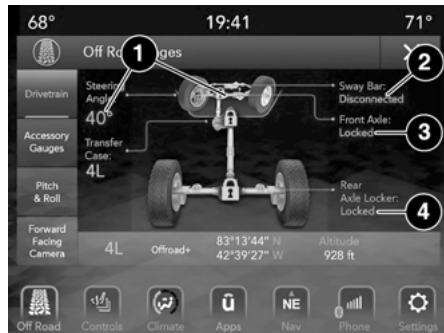 68°
19:41
71°
Off Ro ges
1
Drivetrain
Steering
Angle
40°
Sway Bar:
Disconnected
2
Front Axle:
Locked
3
Transfer
Case:
4L
Accessory
Gauges
Pitch
& Roll
Rear
Axle Locker:
Locked
4
Forward
Facing
Camera
4L
Offroad+
83°13'44" N
42°39'27" W
Altitude
928 ft
Off Road
Controls
Climate
ū
Apps
NE
Nav
Phone
Settings